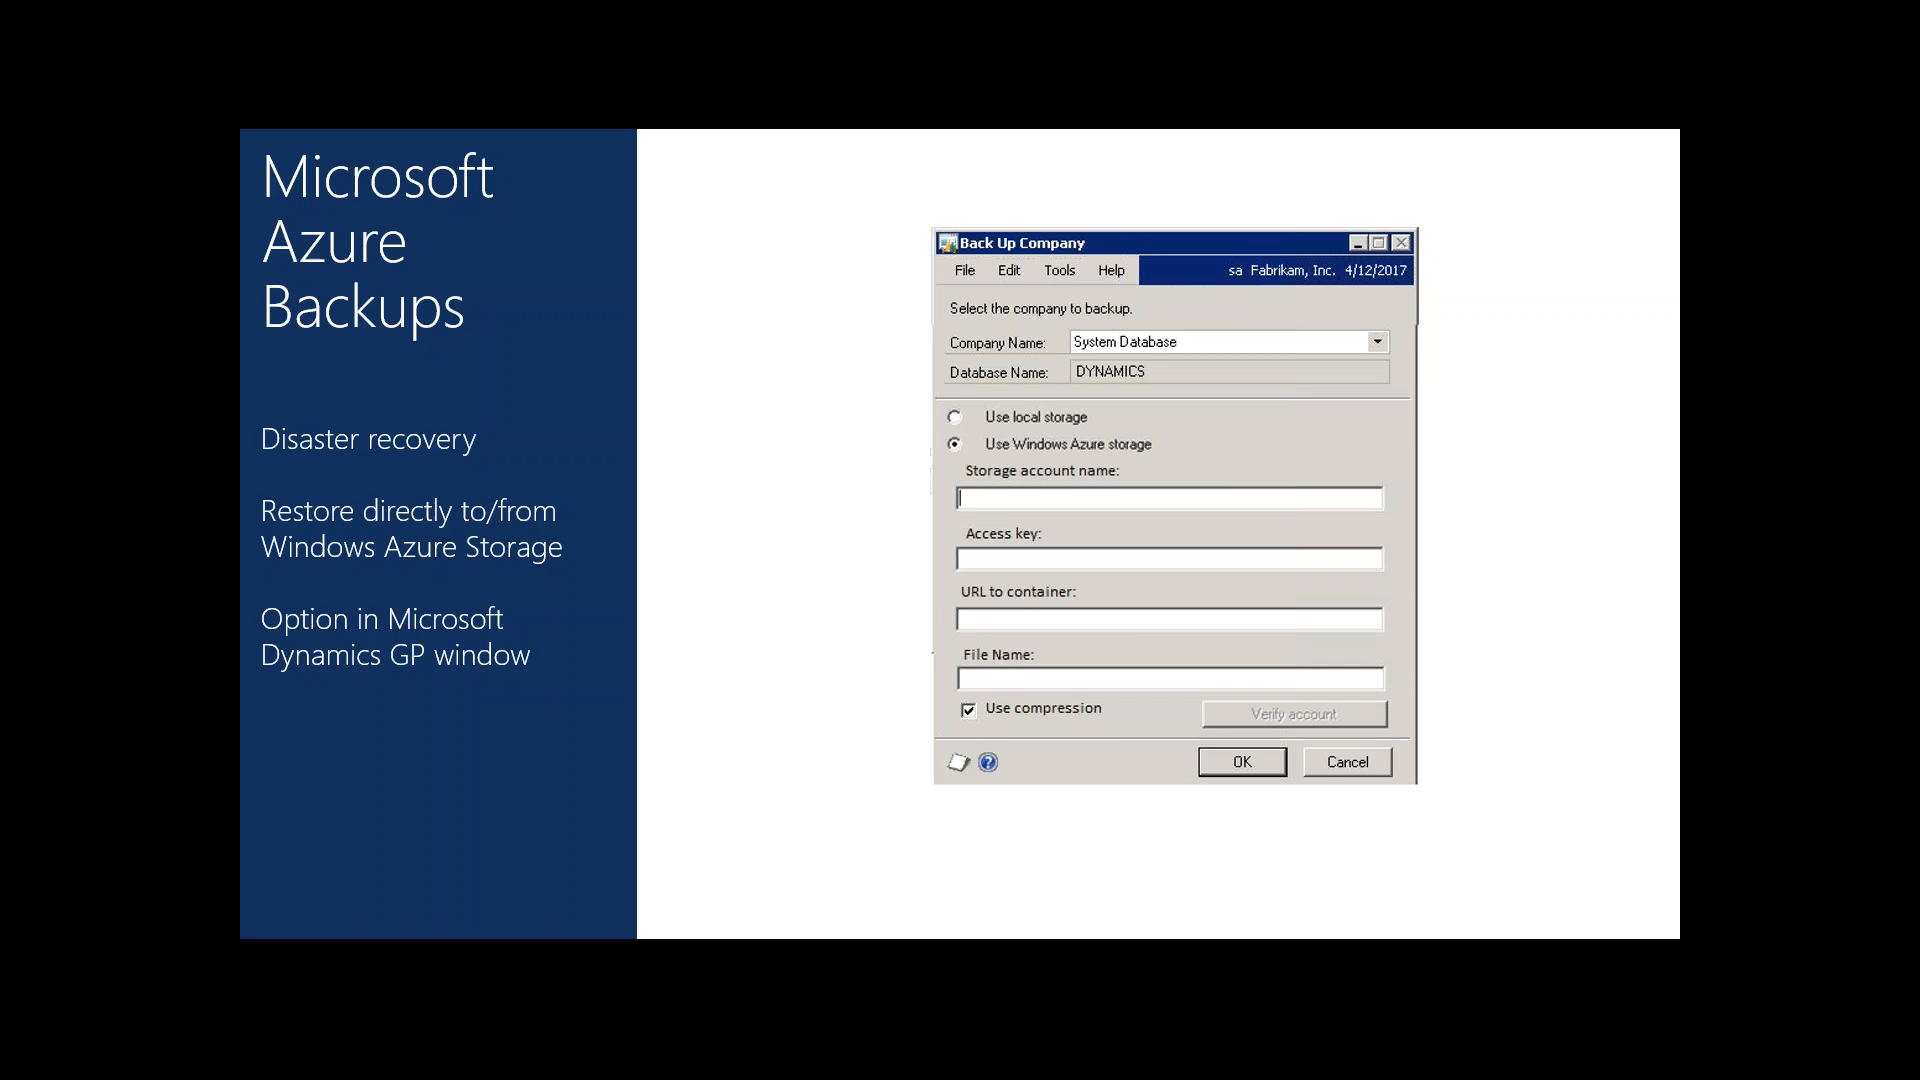 Microsoft
Azure
Backups
Disaster recovery
Restore directly to/from
Windows Azure Storage
Option in Microsoft
Dynamics GP window
Back Up Company
File Edit Tools Help sa Fabrikam, Inc. 4/12/2017
Select the company to backup.
Company Name: System Database
Database Name: DYNAMICS
Use local storage
Use Windows Azure storage
Storage account name:
Access key:
URL to container:
File Name:
Use compression Verify account
OK Cancel